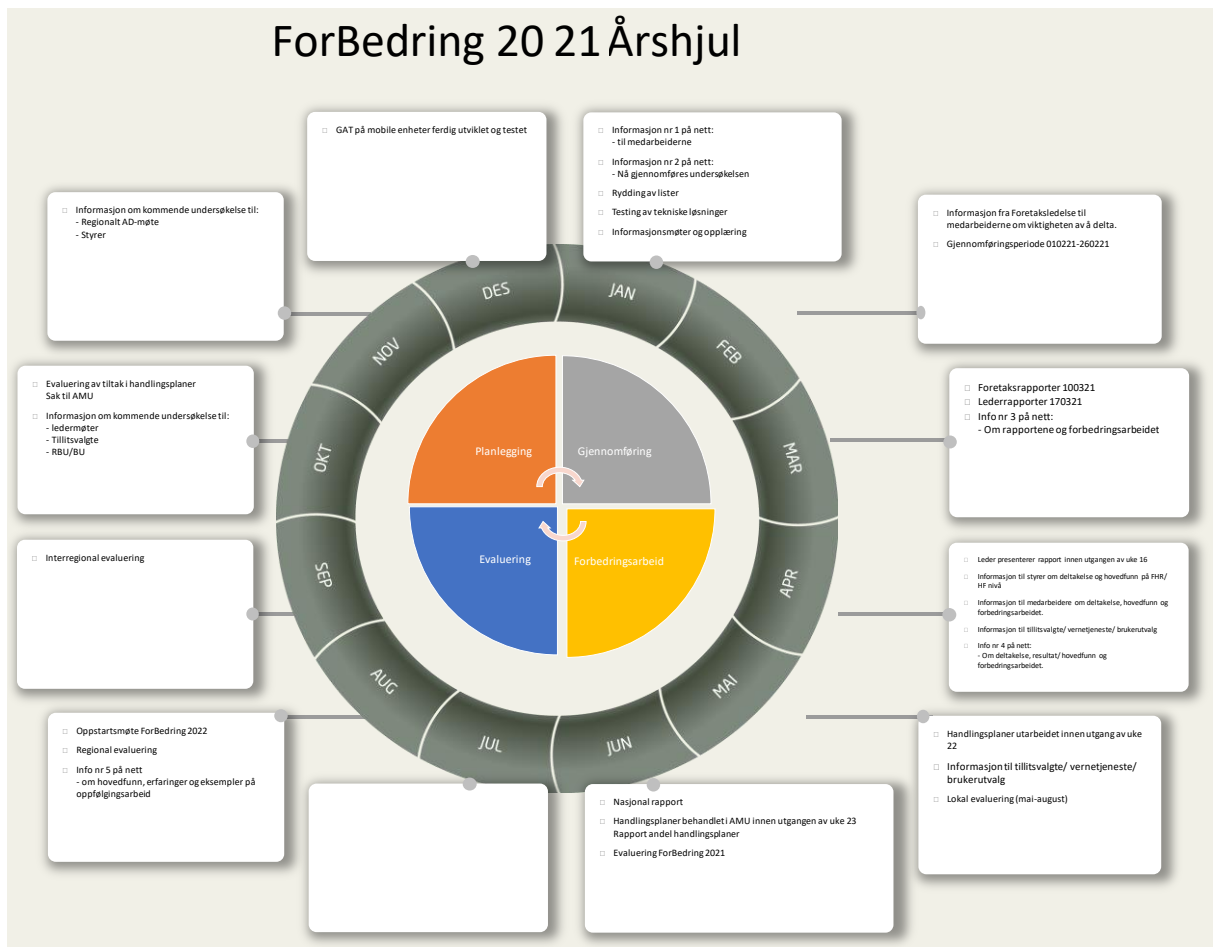 ForBedring 20 21 Årshjul
GAT på mobile enheter ferdig utviklet og testet
Informasjon nr 1 på nett:
- til medarbeiderne
Informasjon nr 2 på nett:
- Nå gjennomføres undersøkelsen
Rydding av lister
Testing av tekniske løsninger
Informasjonsmøter og opplæring
Informasjon om kommende undersøkelse til:
- Regionalt AD-møte
- Styrer
Informasjon fra Foretaksledelse til
medarbeiderne om viktigheten av å delta.
Gjennomføringsperiode 010221-260221
Evaluering av tiltak i handlingsplaner
Sak til AMU
Informasjon om kommende undersøkelse til:
- ledermøter
- Tillitsvalgte
- RBU/BU
Foretaksrapporter 100321
Lederrapporter 170321
Info nr 3 på nett:
- Om rapportene og forbedringsarbeidet
Interregional evaluering
Leder presenterer rapport innen utgangen av uke 16
Informasjon til styrer om deltakelse og hovedfunn på FHR/
HF nivå
Informasjon til medarbeidere om deltakelse, hovedfunn og
forbedringsarbeidet.
Informasjon til tillitsvalgte/ vernetjeneste/ brukerutvalg
Info nr 4 på nett:
- Om deltakelse, resultat/ hovedfunn og
forbedringsarbeidet.
Oppstartsmøte ForBedring 2022
Regional evaluering
Info nr 5 på nett
- om hovedfunn, erfaringer og eksempler på
oppfølgingsarbeid
Handlingsplaner utarbeidet innen utgang av uke
22
Informasjon til tillitsvalgte/ vernetjeneste/
brukerutvalg
Lokal evaluering (mai-august)
Nasjonal rapport
Handlingsplaner behandlet i AMU innen utgangen av uke 23
Rapport andel handlingsplaner
Evaluering ForBedring 2021
JAN
FEB
MAR
APR
MAI
JUN
JUL
AUG
SEP
OKT
NOV
DES
Planlegging
Gjennomføring
Evaluering
Forbedringsarbeid